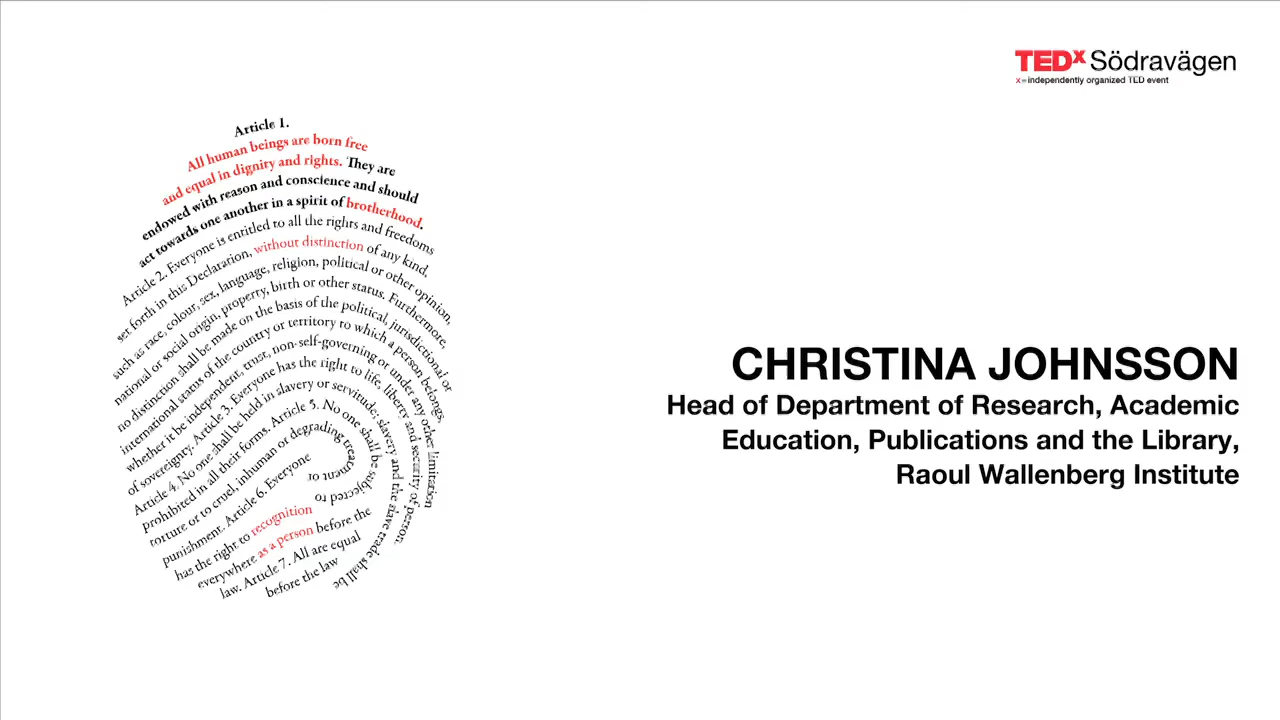 TEDx Södravägen
x = independently organized TED event
Article 1.
All human beings are born free
and equal in dignity and rights. They are
endowed with reason and conscience and should
act towards one another in a spirit of brotherhood.
Article 2. Everyone is entitled to all the rights and freedoms
set forth in this Declaration, without distinction of any kind,
such as race, colour, sex, language, religion, political or other opinion,
national or social origin, property, birth or other status. Furthermore,
no distinction shall be made on the basis of the political, jurisdictional or
international status of the country or territory to which a person belongs,
whether it be independent, trust, non-self-governing or under any other limitation
of sovereignty. Article 3. Everyone has the right to life, liberty and security of person.
Article 4. No one shall be held in slavery or servitude; slavery and the slave trade shall be
prohibited in all their forms. Article 5. No one shall be subjected to
torture or to cruel, inhuman or degrading treatment or
punishment. Article 6. Everyone
has the right to recognition
everywhere as a person before the
law. Article 7. All are equal
before the law
CHRISTINA JOHNSSON
Head of Department of Research, Academic
Education, Publications and the Library,
Raoul Wallenberg Institute